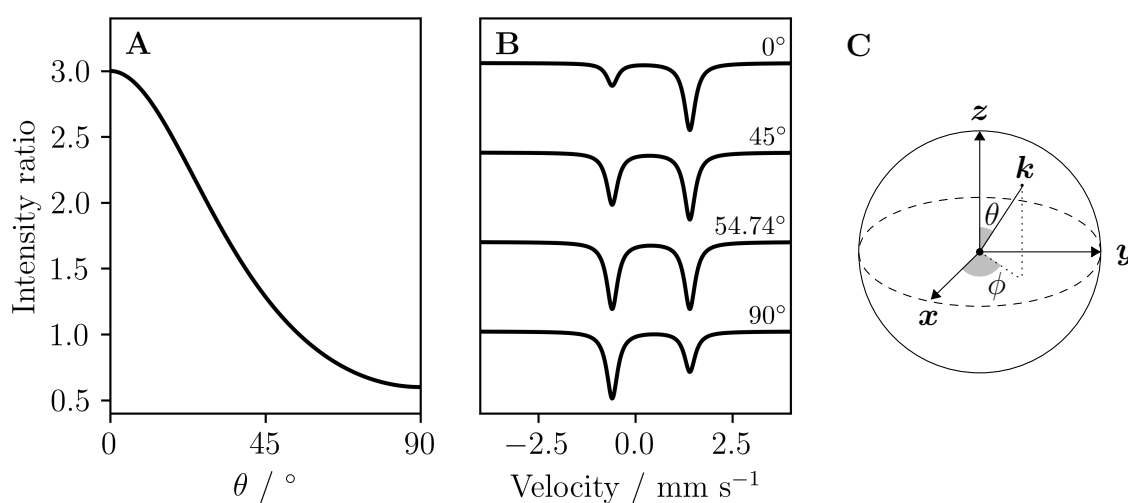 A
3.0
2.5
2.0
1.5
1.0
0.5
Intensity ratio
0 45 90
θ / °
B
0°
45°
54.74°
90°
−2.5 0.0 2.5
Velocity / mm s⁻¹
C
z
k
θ
y
ϕ
x